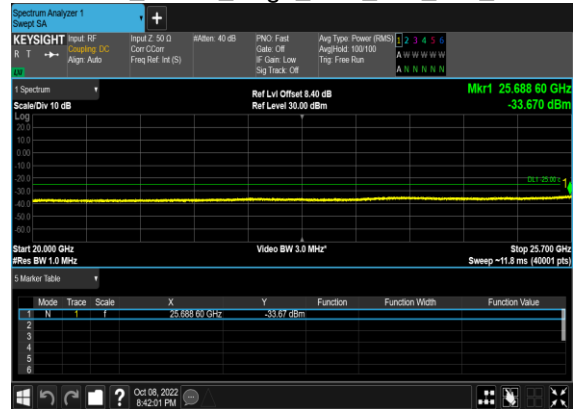 Spectrum Analyzer 1
Swept SA
+
KEYSIGHT Input: RF Input Z: 50 Ω #Atten: 40 dB PNO: Fast Avg Type: Power (RMS) 1 2 3 4 5 6
R T Coupling: DC Corr CCorr Gate: Off Avg|Hold: 100/100 A W W W W W
Align: Auto Freq Ref: Int (S) IF Gain: Low Trig: Free Run
Sig Track: Off A N N N N N
1 Spectrum Ref Lvl Offset 8.40 dB Mkr1 25.688 60 GHz
Scale/Div 10 dB Ref Level 30.00 dBm -33.670 dBm
Log
20.0
10.0
0.00
-10.0
-20.0
DL1 -25.00
1
-30.0
-40.0
-50.0
-60.0
Start 20.000 GHz Video BW 3.0 MHz* Stop 25.700 GHz
#Res BW 1.0 MHz Sweep ~11.8 ms (40001 pts)
5 Marker Table
Mode Trace Scale X Y Function Function Width Function Value
1 N 1 f 25.688 60 GHz -33.67 dBm
2
3
4
5
6
? Oct 08, 2022
8:42:01 PM